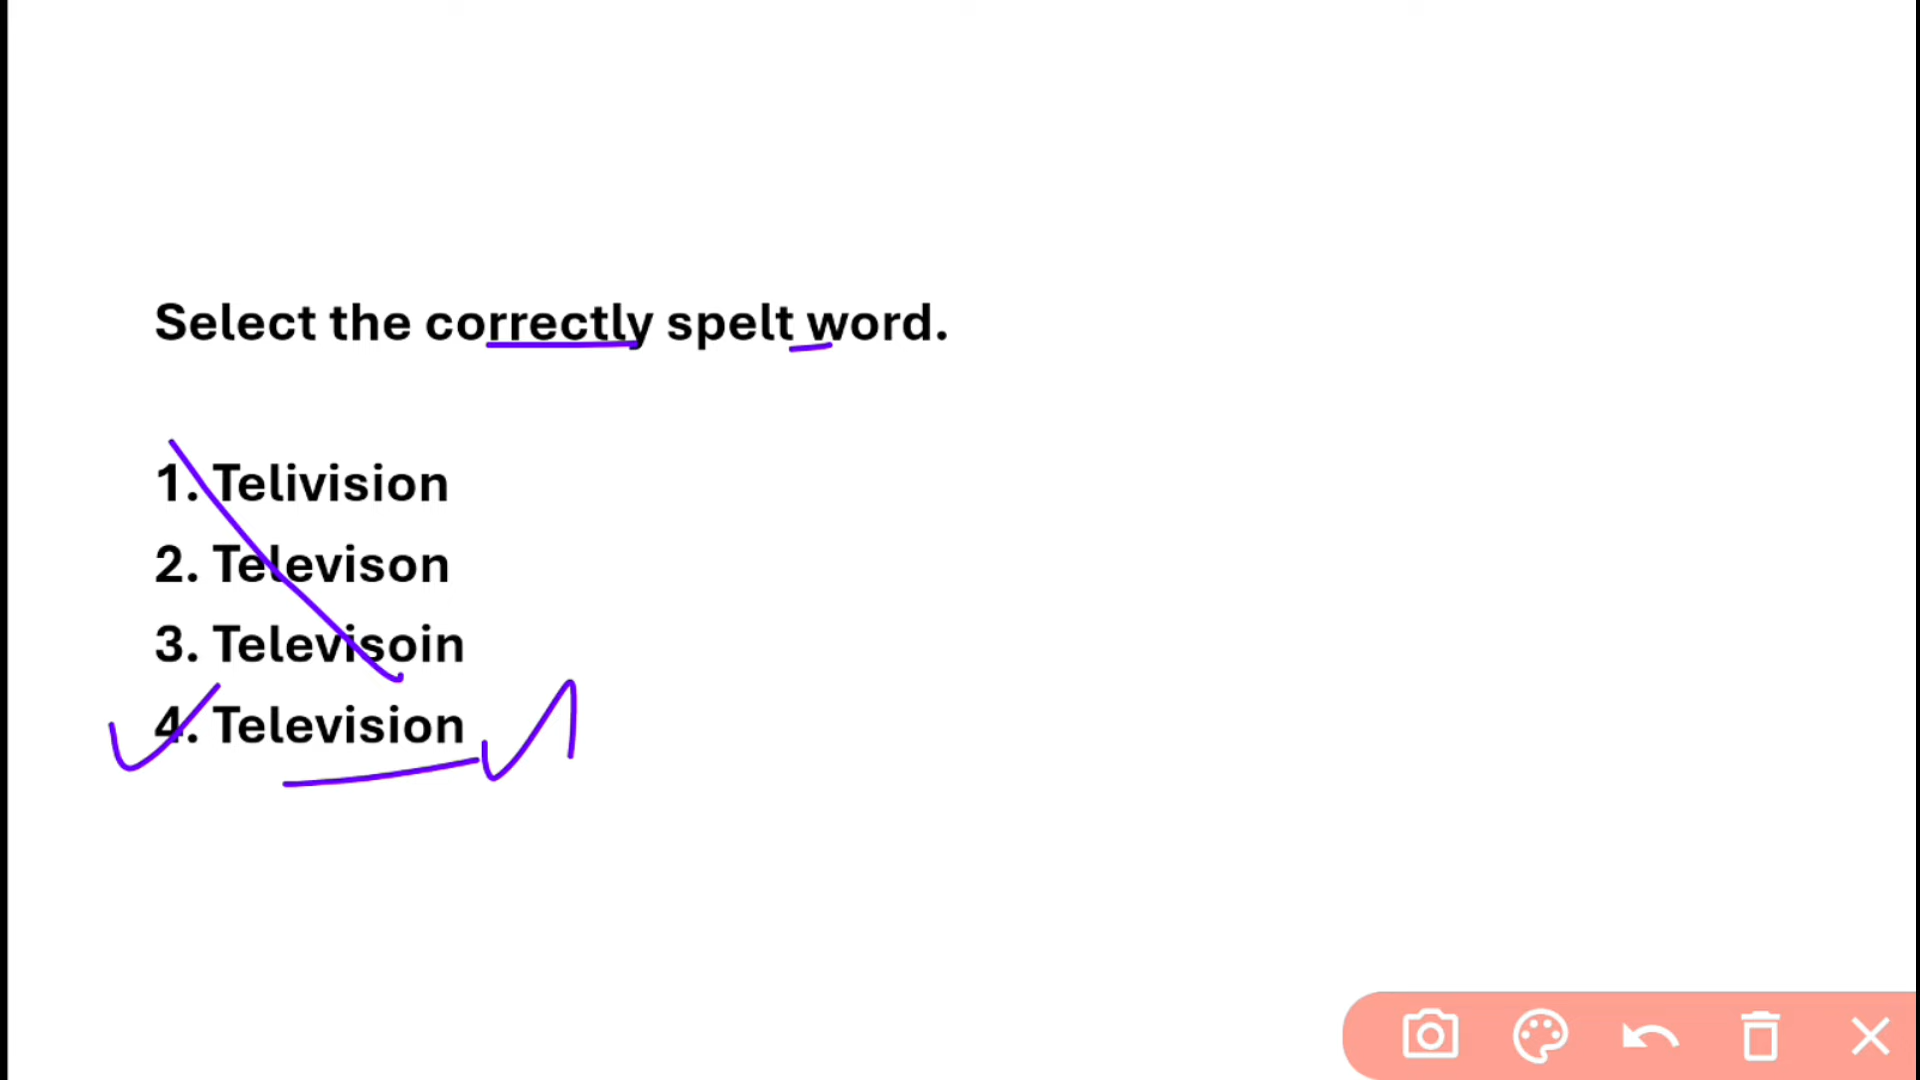 Select the correctly spelt word.
1. Telivision
2. Televison
3. Televisoin
4. Television